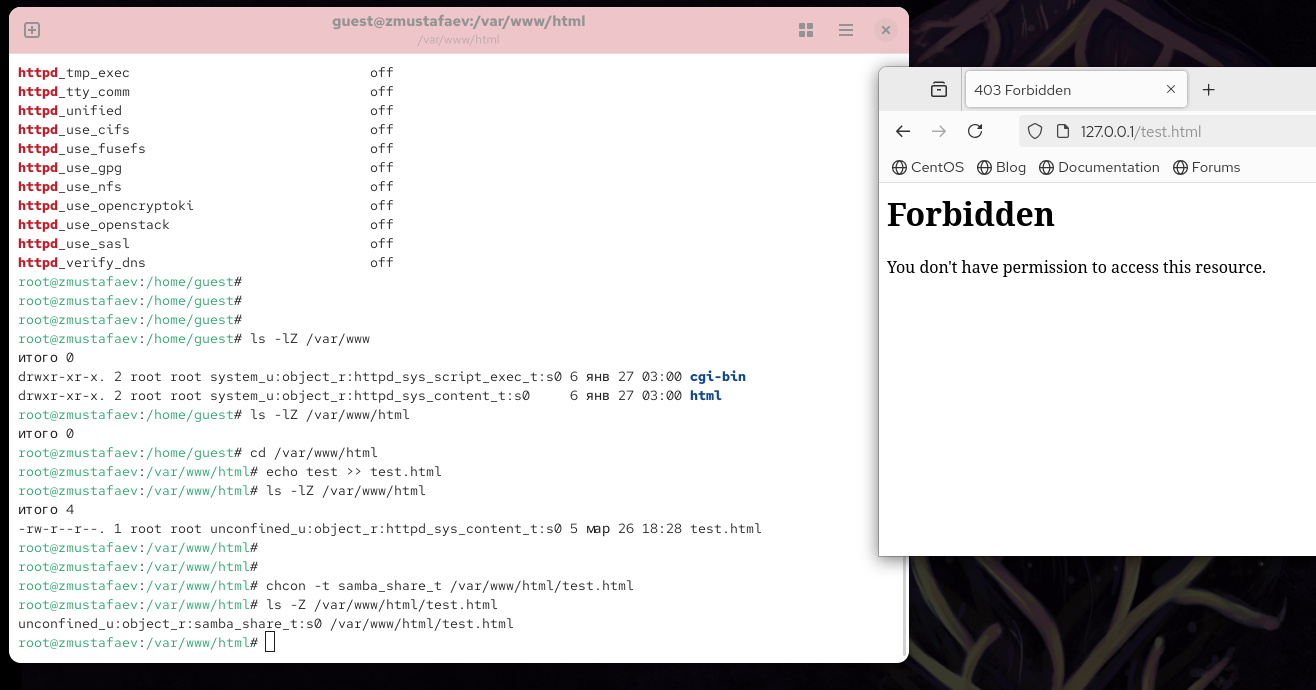 guest@zmustafaev:/var/www/html
/var/www/html
httpd_tmp_exec off
httpd_tty_comm off
httpd_unified off
httpd_use_cifs off
httpd_use_fusefs off
httpd_use_gpg off
httpd_use_nfs off
httpd_use_opencryptoki off
httpd_use_openstack off
httpd_use_sasl off
httpd_verify_dns off
root@zmustafaev:/home/guest#
root@zmustafaev:/home/guest#
root@zmustafaev:/home/guest#
root@zmustafaev:/home/guest# ls -lZ /var/www
итого 0
drwxr-xr-x. 2 root root system_u:object_r:httpd_sys_script_exec_t:s0 6 янв 27 03:00 cgi-bin
drwxr-xr-x. 2 root root system_u:object_r:httpd_sys_content_t:s0 6 янв 27 03:00 html
root@zmustafaev:/home/guest# ls -lZ /var/www/html
итого 0
root@zmustafaev:/home/guest# cd /var/www/html
root@zmustafaev:/var/www/html# echo test >> test.html
root@zmustafaev:/var/www/html# ls -lZ /var/www/html
итого 4
-rw-r--r--. 1 root root unconfined_u:object_r:httpd_sys_content_t:s0 5 мар 26 18:28 test.html
root@zmustafaev:/var/www/html#
root@zmustafaev:/var/www/html#
root@zmustafaev:/var/www/html# chcon -t samba_share_t /var/www/html/test.html
root@zmustafaev:/var/www/html# ls -Z /var/www/html/test.html
unconfined_u:object_r:samba_share_t:s0 /var/www/html/test.html
root@zmustafaev:/var/www/html#
403 Forbidden
127.0.0.1/test.html
CentOS Blog Documentation Forums
Forbidden
You don't have permission to access this resource.